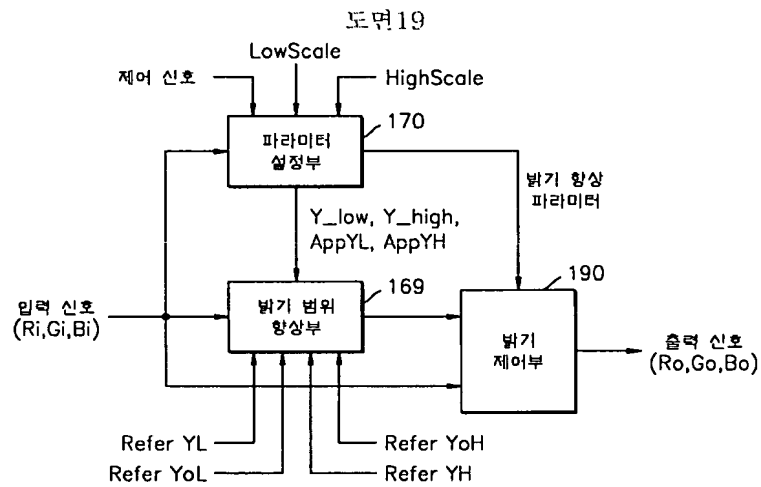 도면19
LowScale
제어 신호
HighScale
170
파라미터
설정부
밝기 향상
파라미터
Y_low, Y_high,
AppYL, AppYH
169
190
입력 신호
(Ri,Gi,Bi)
밝기 범위
향상부
밝기
제어부
출력 신호
(Ro,Go,Bo)
Refer YL
Refer YoH
Refer YoL
Refer YH